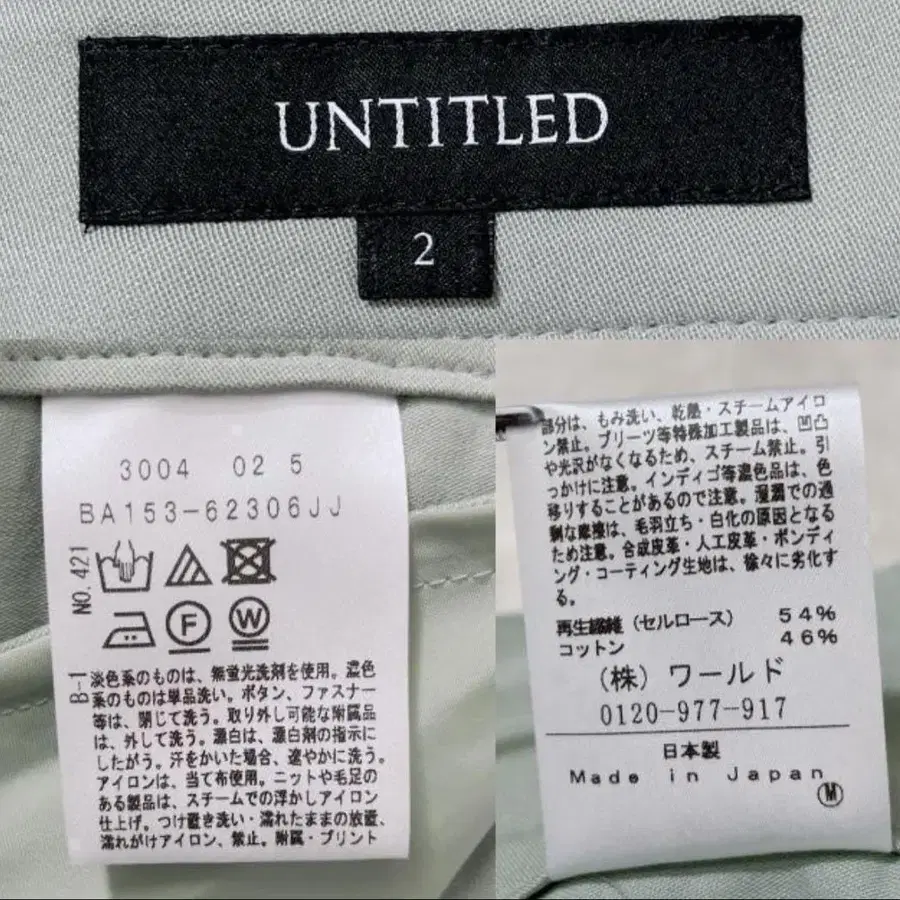 UNTITLED
2
3004 02 5
BA153-62306JJ
NO.421
F
W
B-1
淡色系のものは、無蛍光洗剤を使用。濃色
系のものは単品洗い。ボタン、ファスナー
等は、閉じて洗う。取り外し可能な附属品
は、外して洗う。漂白は、漂白剤の指示に
したがう。汗をかいた場合、速やかに洗う。
アイロンは、当て布使用。ニットや毛足の
ある製品は、スチームでの浮かしアイロン
仕上げ。つけ置き洗い・濡れたままの放置、
濡れがけアイロン、禁止。附属・プリント
部分は、もみ洗い、乾熱・スチームアイロ
ン禁止。プリーツ等特殊加工製品は、凹凸
や光沢がなくなるため、スチーム禁止。引
っかけに注意。インディゴ等濃色品は、色
移りすることがあるので注意。湿潤での過
剰な摩擦は、毛羽立ち・白化の原因となる
ため注意。合成皮革・人工皮革・ボンディ
ング・コーティング生地は、徐々に劣化す
る。
再生繊維（セルロース） 54%
コットン 46%
（株）ワールド
0120-977-917
日本製
Made in Japan
M